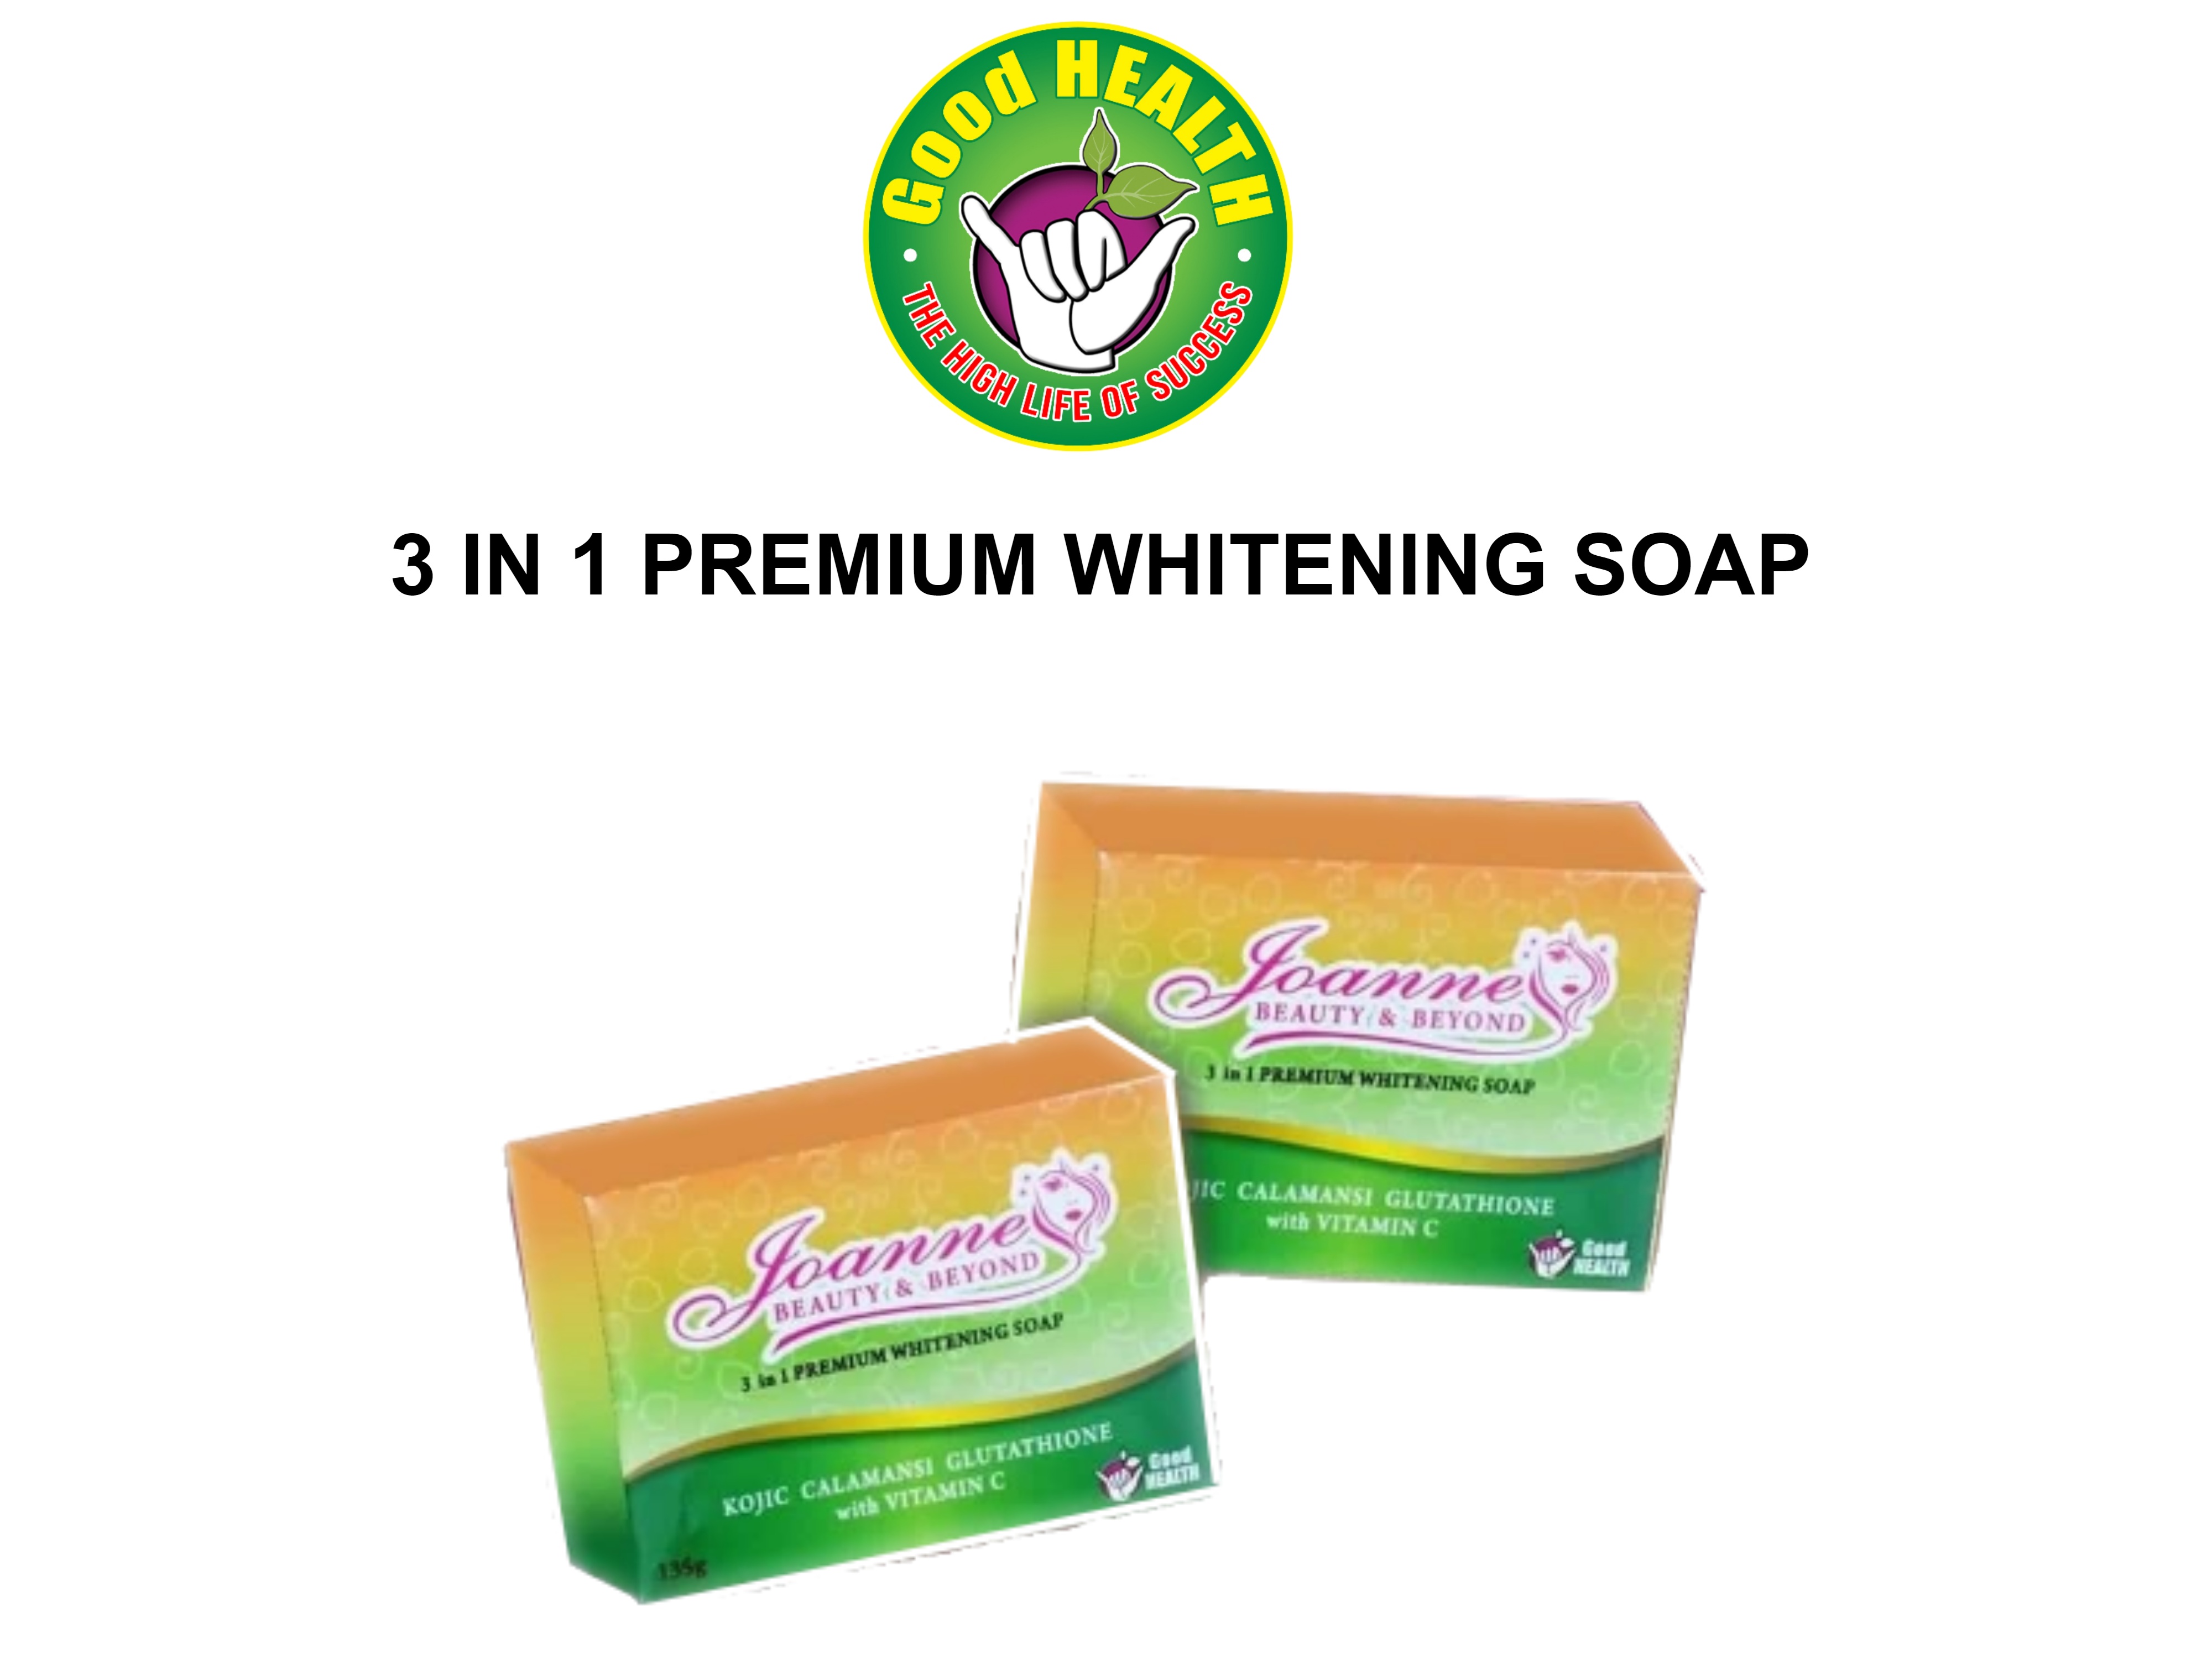 Good HEALTH
THE HIGH LIFE OF SUCCESS
3 IN 1 PREMIUM WHITENING SOAP
Joanne
BEAUTY & BEYOND
3 in 1 PREMIUM WHITENING SOAP
JIC CALAMANSI GLUTATHIONE
with VITAMIN C
Good
HEALTH
Joanne
BEAUTY & BEYOND
3 in 1 PREMIUM WHITENING SOAP
KOJIC CALAMANSI GLUTATHIONE
with VITAMIN C
Good
HEALTH
135g